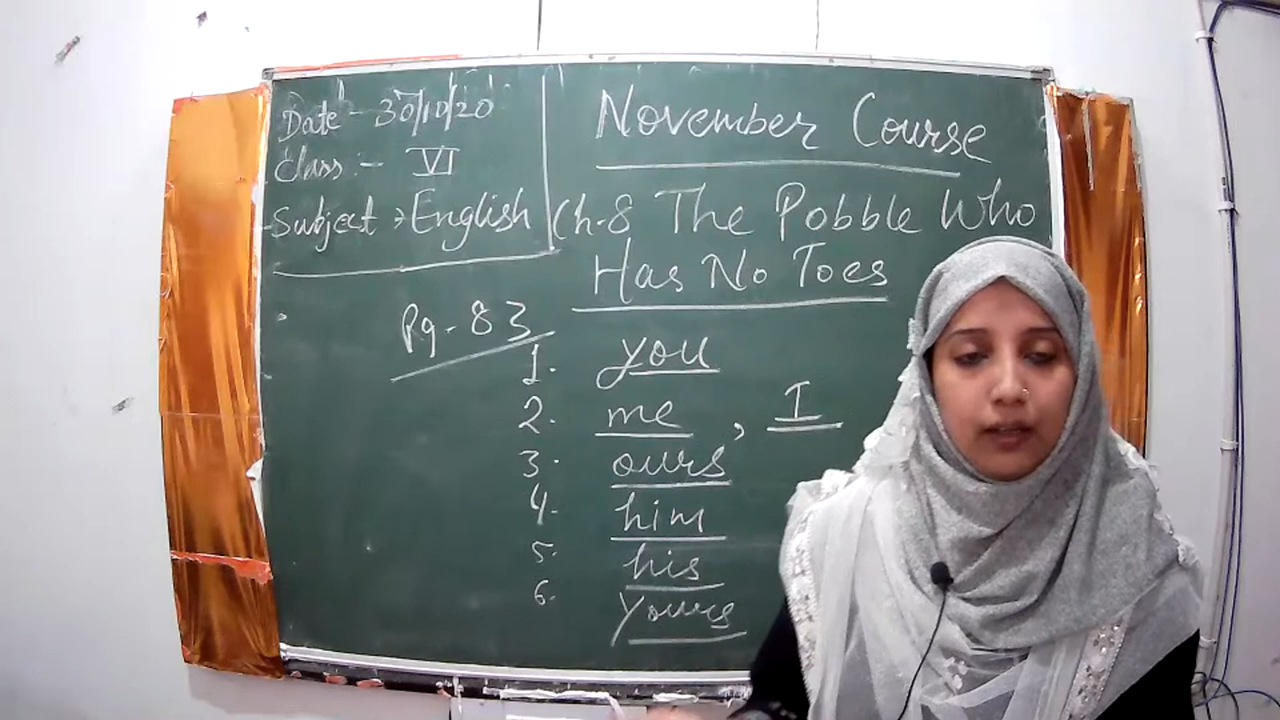 Date - 30/10/20
Class :- VI
Subject → English
November Course
Ch-8 The Pobble Who
Has No Toes
Pg-83
1. you
2. me, I
3. ours
4. him
5. his
6. yours